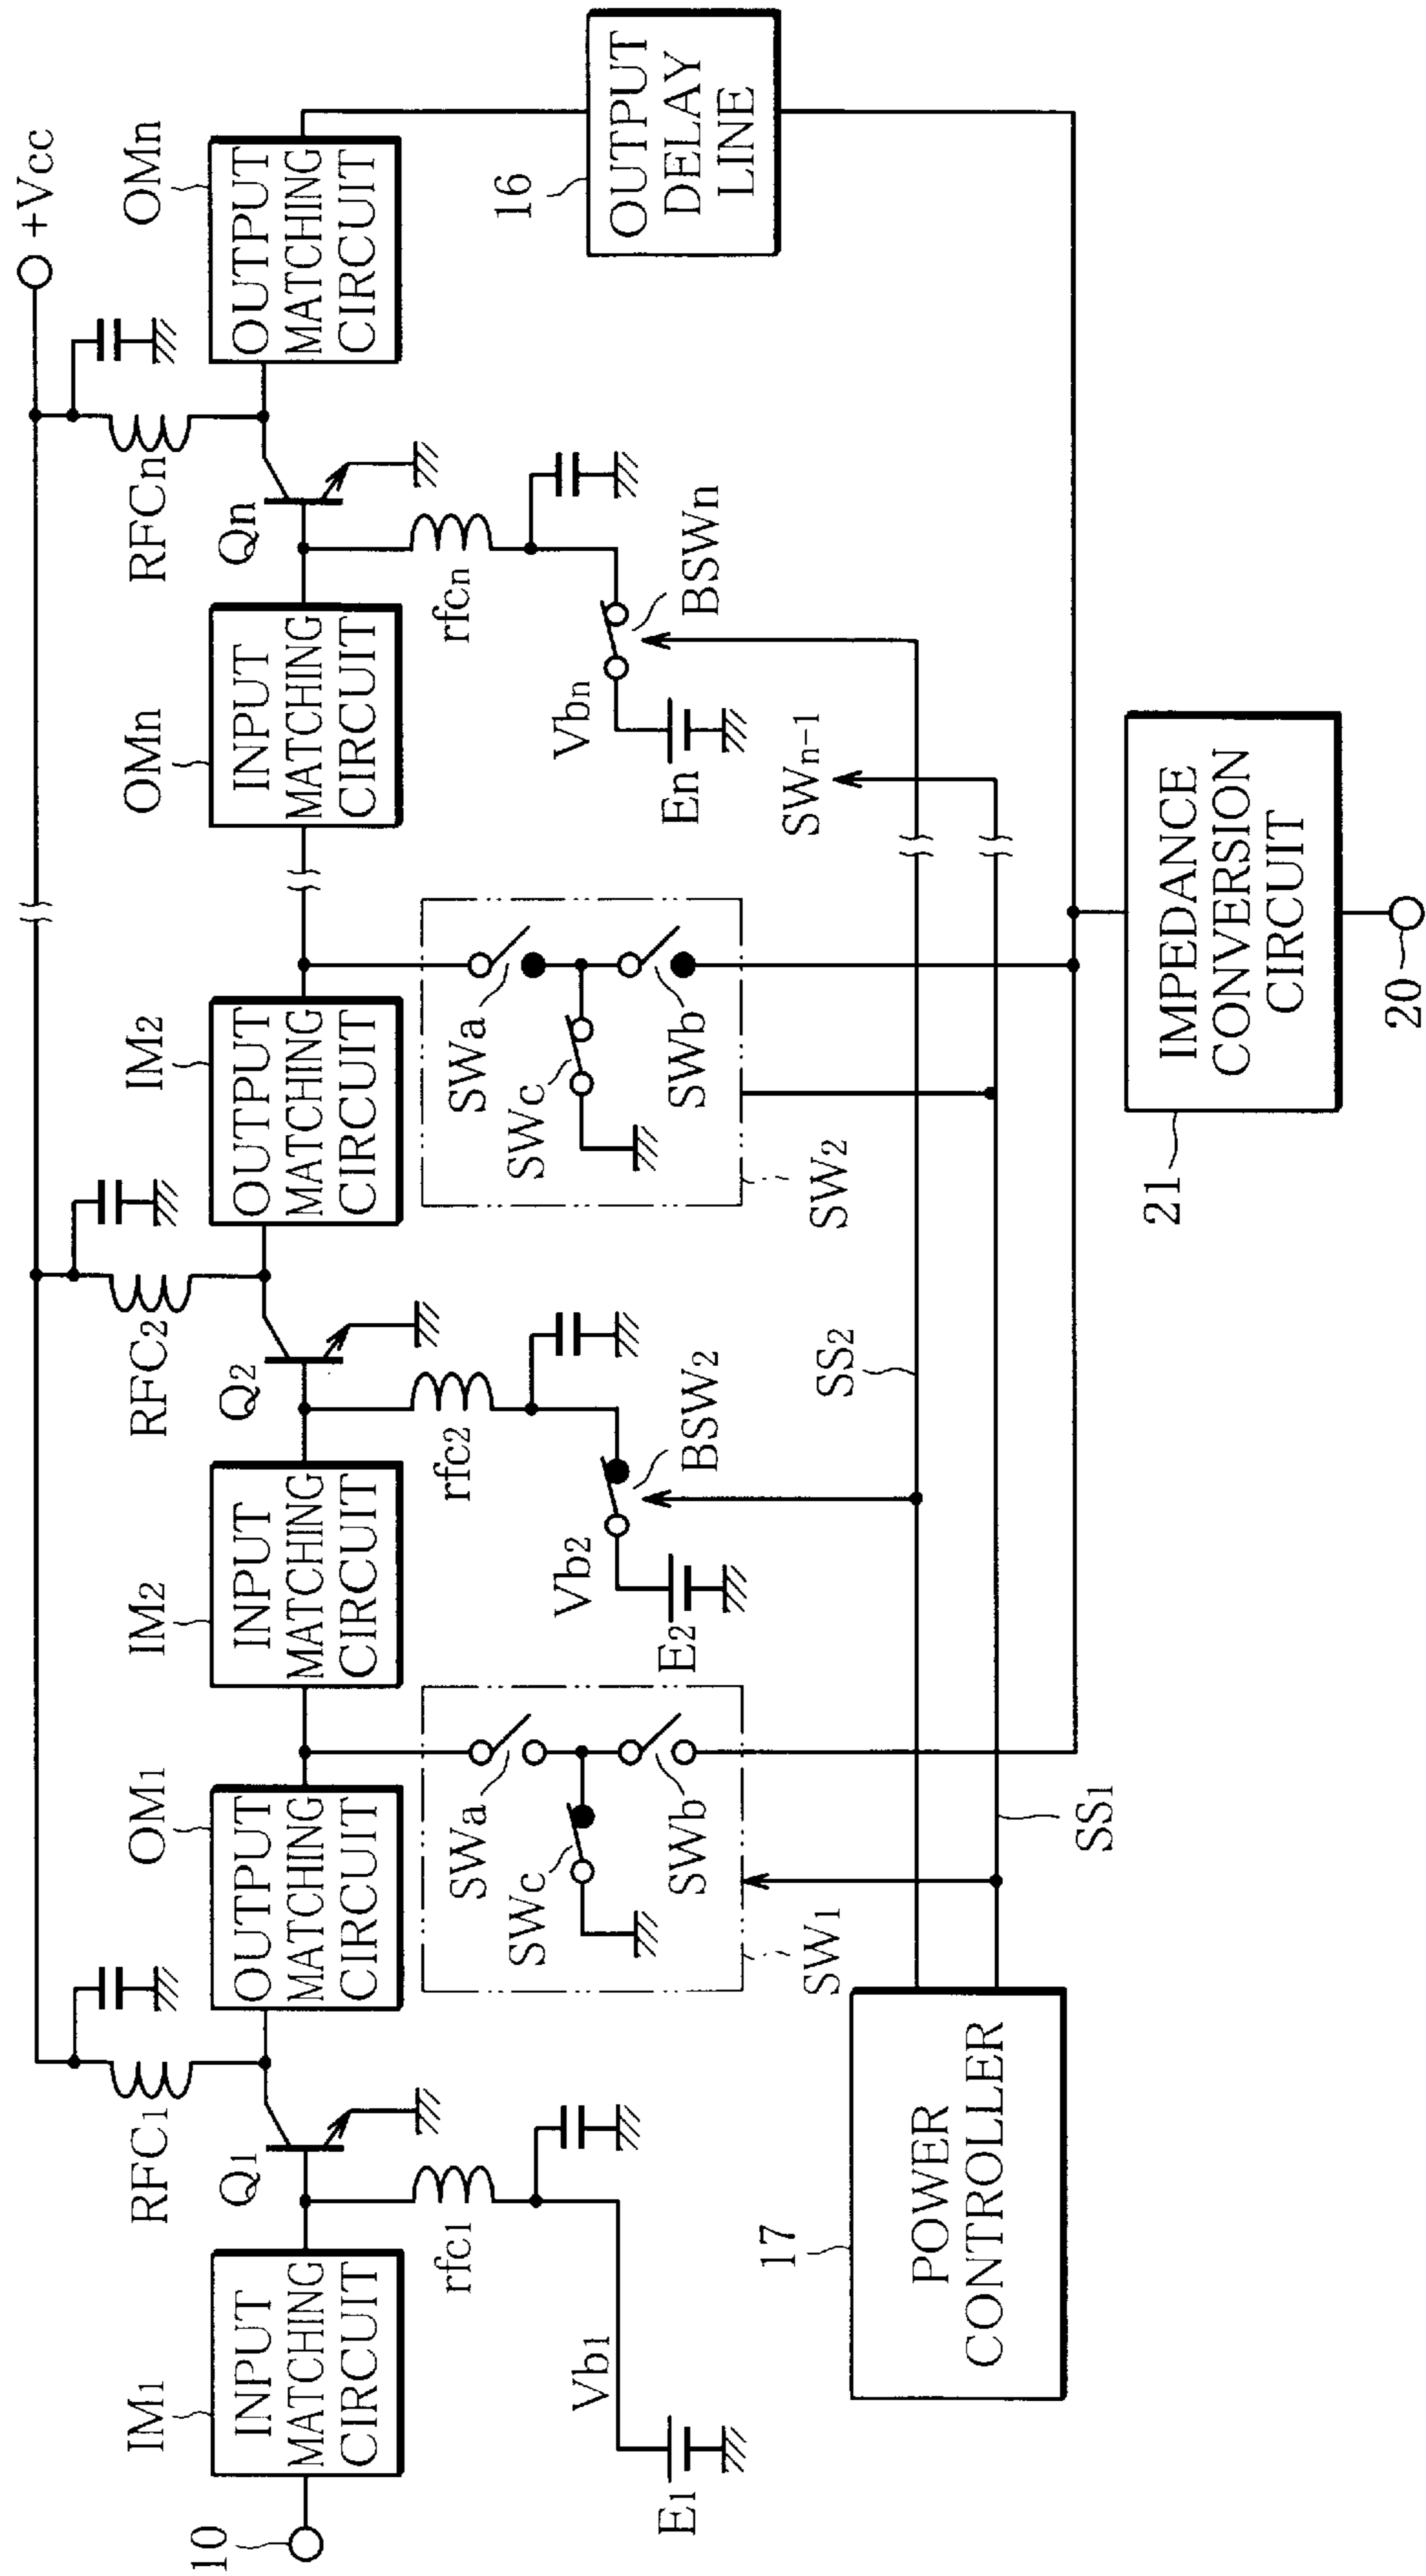 +Vcc
RFC1
RFC2
RFCn
IM1
OM1
IM2
IM2
OMn
OMn
10
INPUT
MATCHING
CIRCUIT
Q1
OUTPUT
MATCHING
CIRCUIT
INPUT
MATCHING
CIRCUIT
Q2
OUTPUT
MATCHING
CIRCUIT
INPUT
MATCHING
CIRCUIT
Qn
OUTPUT
MATCHING
CIRCUIT
rfc1
SWa
SWc
SWb
rfc2
SWa
SWc
SWb
rfcn
16
OUTPUT
DELAY
LINE
Vb1
E1
Vb2
E2
BSW2
Vbn
En
BSWn
SW1
SW2
SWn-1
17
POWER
CONTROLLER
SS2
SS1
21
IMPEDANCE
CONVERSION
CIRCUIT
20